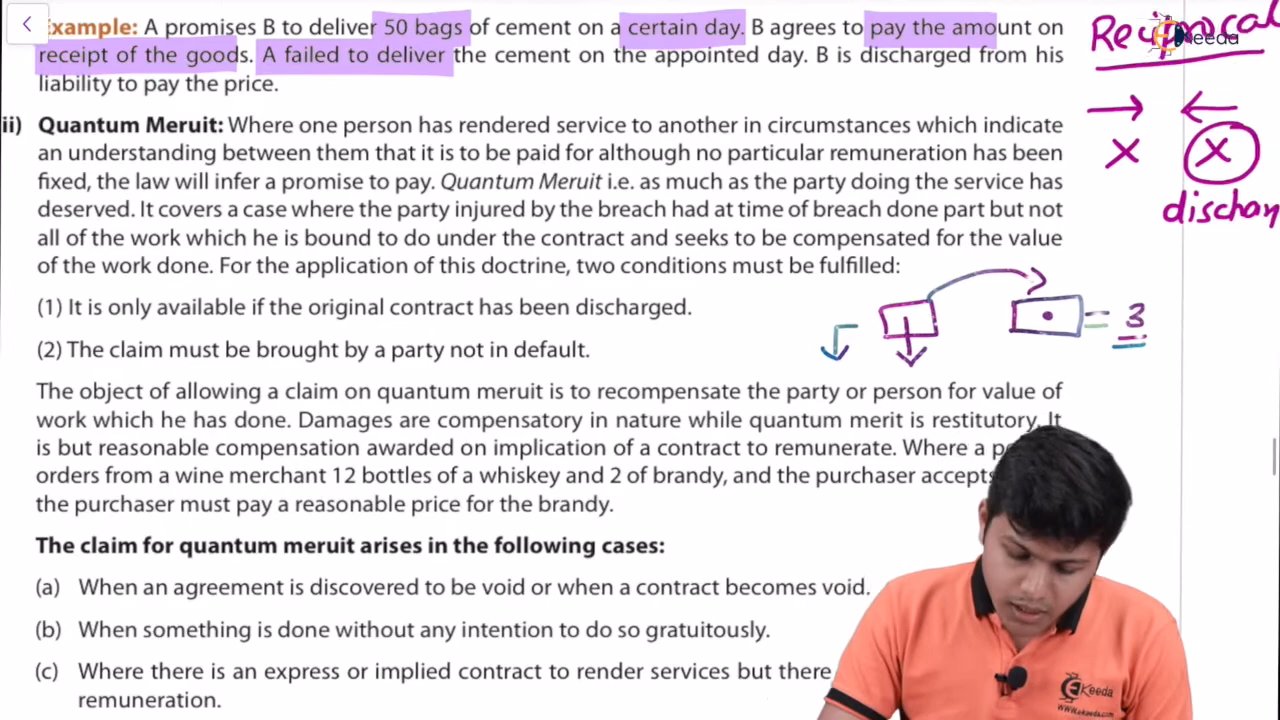 Example: A promises B to deliver 50 bags of cement on a certain day. B agrees to pay the amount on
receipt of the goods. A failed to deliver the cement on the appointed day. B is discharged from his
liability to pay the price.
Reciprocal
Keeda
ii) Quantum Meruit: Where one person has rendered service to another in circumstances which indicate
an understanding between them that it is to be paid for although no particular remuneration has been
fixed, the law will infer a promise to pay. Quantum Meruit i.e. as much as the party doing the service has
deserved. It covers a case where the party injured by the breach had at time of breach done part but not
all of the work which he is bound to do under the contract and seeks to be compensated for the value
of the work done. For the application of this doctrine, two conditions must be fulfilled:
x x
dischar
(1) It is only available if the original contract has been discharged.
= 3
(2) The claim must be brought by a party not in default.
The object of allowing a claim on quantum meruit is to recompensate the party or person for value of
work which he has done. Damages are compensatory in nature while quantum merit is restitutory. It
is but reasonable compensation awarded on implication of a contract to remunerate. Where a
orders from a wine merchant 12 bottles of a whiskey and 2 of brandy, and the purchaser accepts
the purchaser must pay a reasonable price for the brandy.
The claim for quantum meruit arises in the following cases:
(a) When an agreement is discovered to be void or when a contract becomes void.
(b) When something is done without any intention to do so gratuitously.
(c) Where there is an express or implied contract to render services but there
remuneration.
EKeeda
www.ekeeda.com